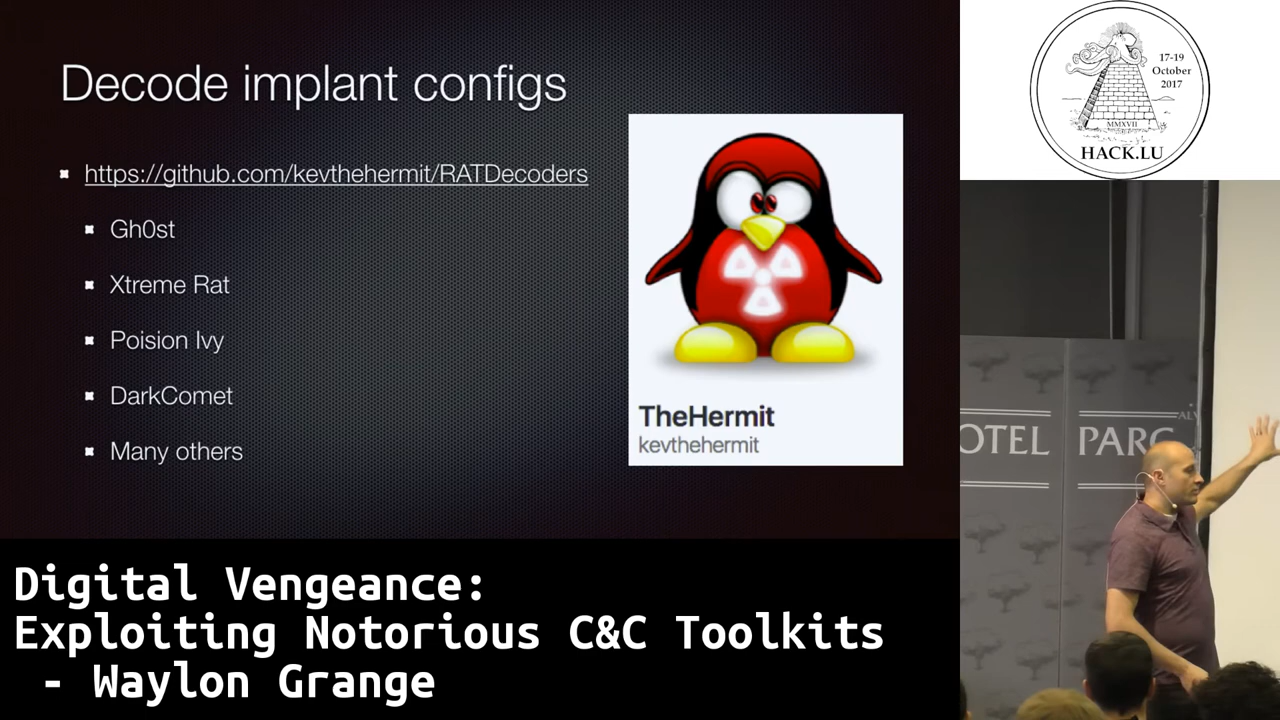 Decode implant configs
https://github.com/kevthehermit/RATDecoders
Gh0st
Xtreme Rat
Poision Ivy
DarkComet
Many others
TheHermit
kevthehermit
17-19
October
2017
MMXVII
HACK.LU
OTEL PARC
Digital Vengeance:
Exploiting Notorious C&C Toolkits
- Waylon Grange